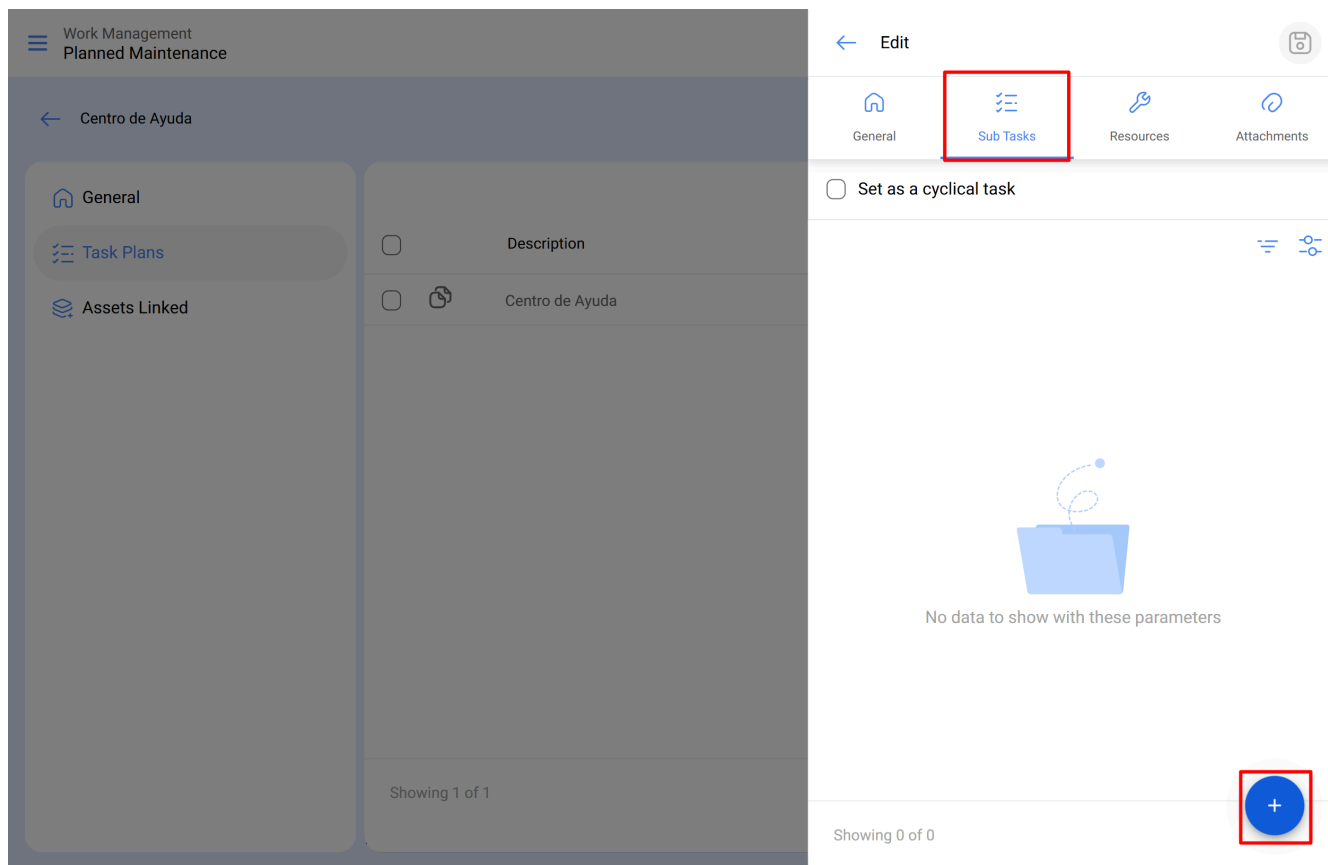 Work Management
Planned Maintenance
Centro de Ayuda
General
Task Plans
Assets Linked
Description
Centro de Ayuda
Showing 1 of 1
Edit
General
Sub Tasks
Resources
Attachments
Set as a cyclical task
No data to show with these parameters
Showing 0 of 0